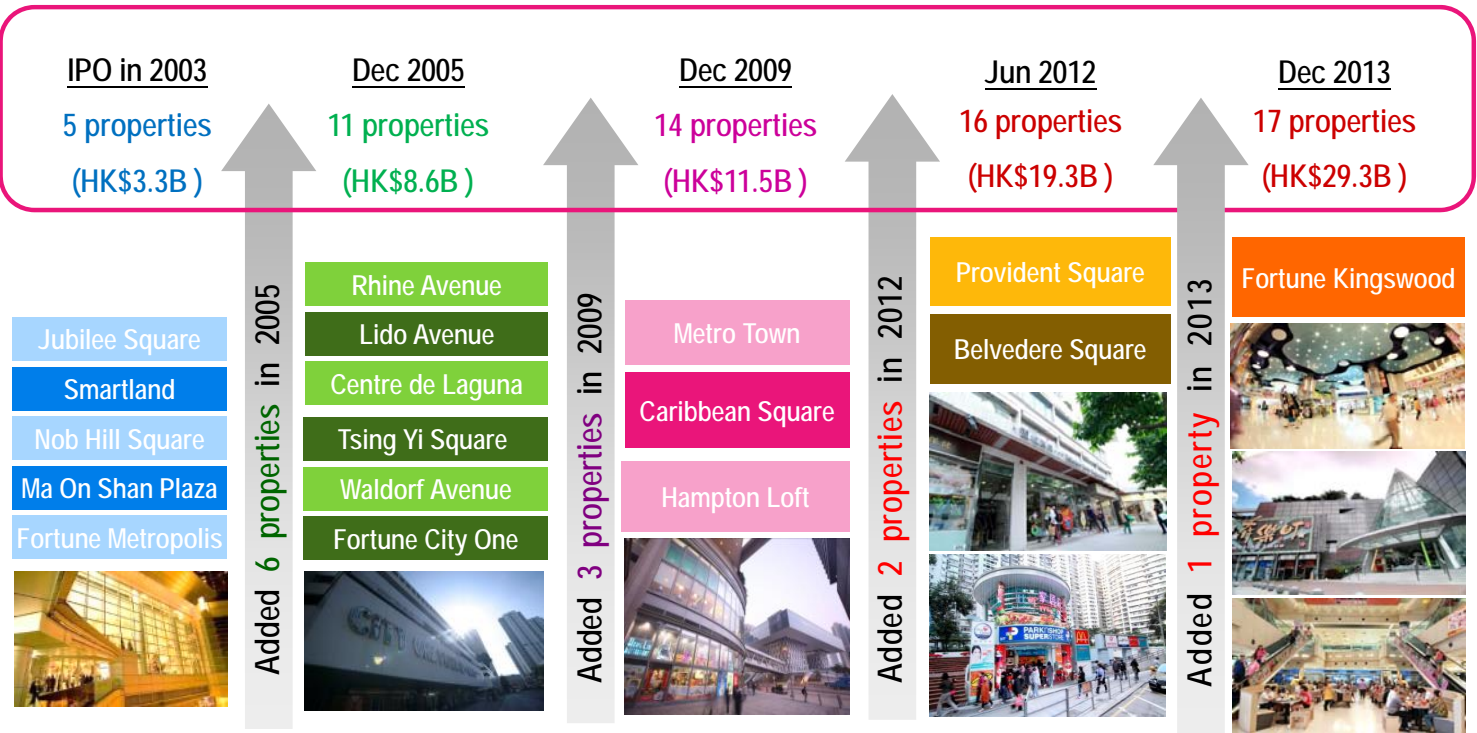 IPO in 2003
5 properties
(HK$3.3B )
Dec 2005
11 properties
(HK$8.6B )
Dec 2009
14 properties
(HK$11.5B )
Jun 2012
16 properties
(HK$19.3B )
Dec 2013
17 properties
(HK$29.3B )
Jubilee Square
Smartland
Nob Hill Square
Ma On Shan Plaza
Fortune Metropolis
Added 6 properties in 2005
Rhine Avenue
Lido Avenue
Centre de Laguna
Tsing Yi Square
Waldorf Avenue
Fortune City One
CITY ONE
Added 3 properties in 2009
Metro Town
Caribbean Square
Hampton Loft
Added 2 properties in 2012
Provident Square
Belvedere Square
PARKNSHOP
SUPERSTORE
Added 1 property in 2013
Fortune Kingswood